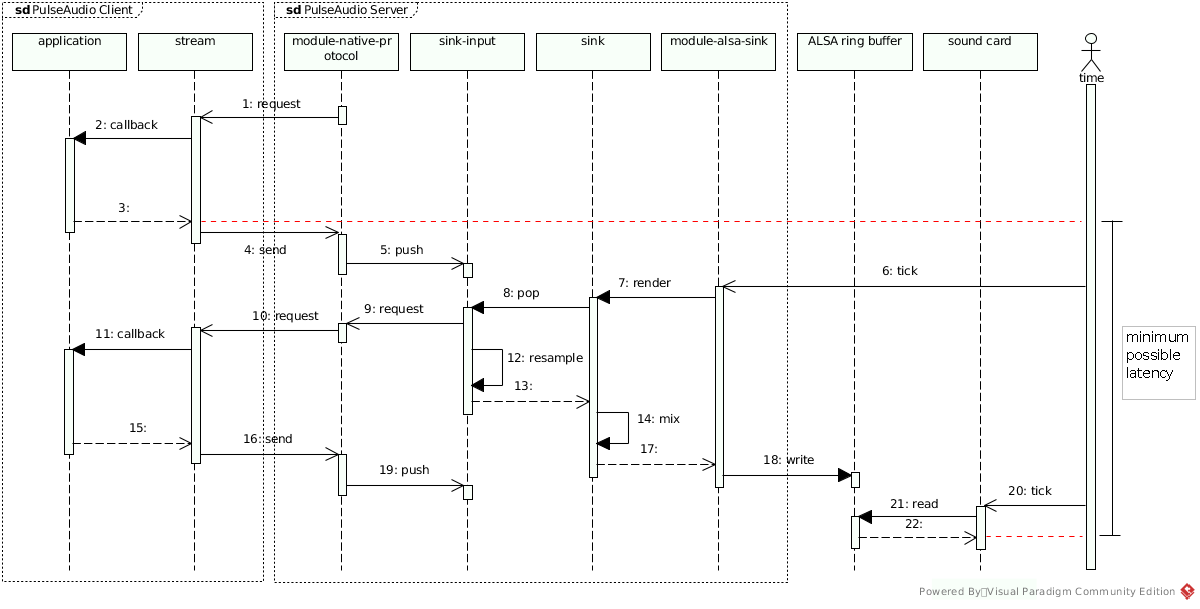 sd PulseAudio Client
sd PulseAudio Server
application
stream
module-native-pr
otocol
sink-input
sink
module-alsa-sink
ALSA ring buffer
sound card
time
1: request
2: callback
3:
4: send
5: push
6: tick
7: render
8: pop
9: request
10: request
11: callback
12: resample
13:
14: mix
15:
16: send
17:
18: write
19: push
20: tick
21: read
22:
minimum
possible
latency
Powered By▯Visual Paradigm Community Edition